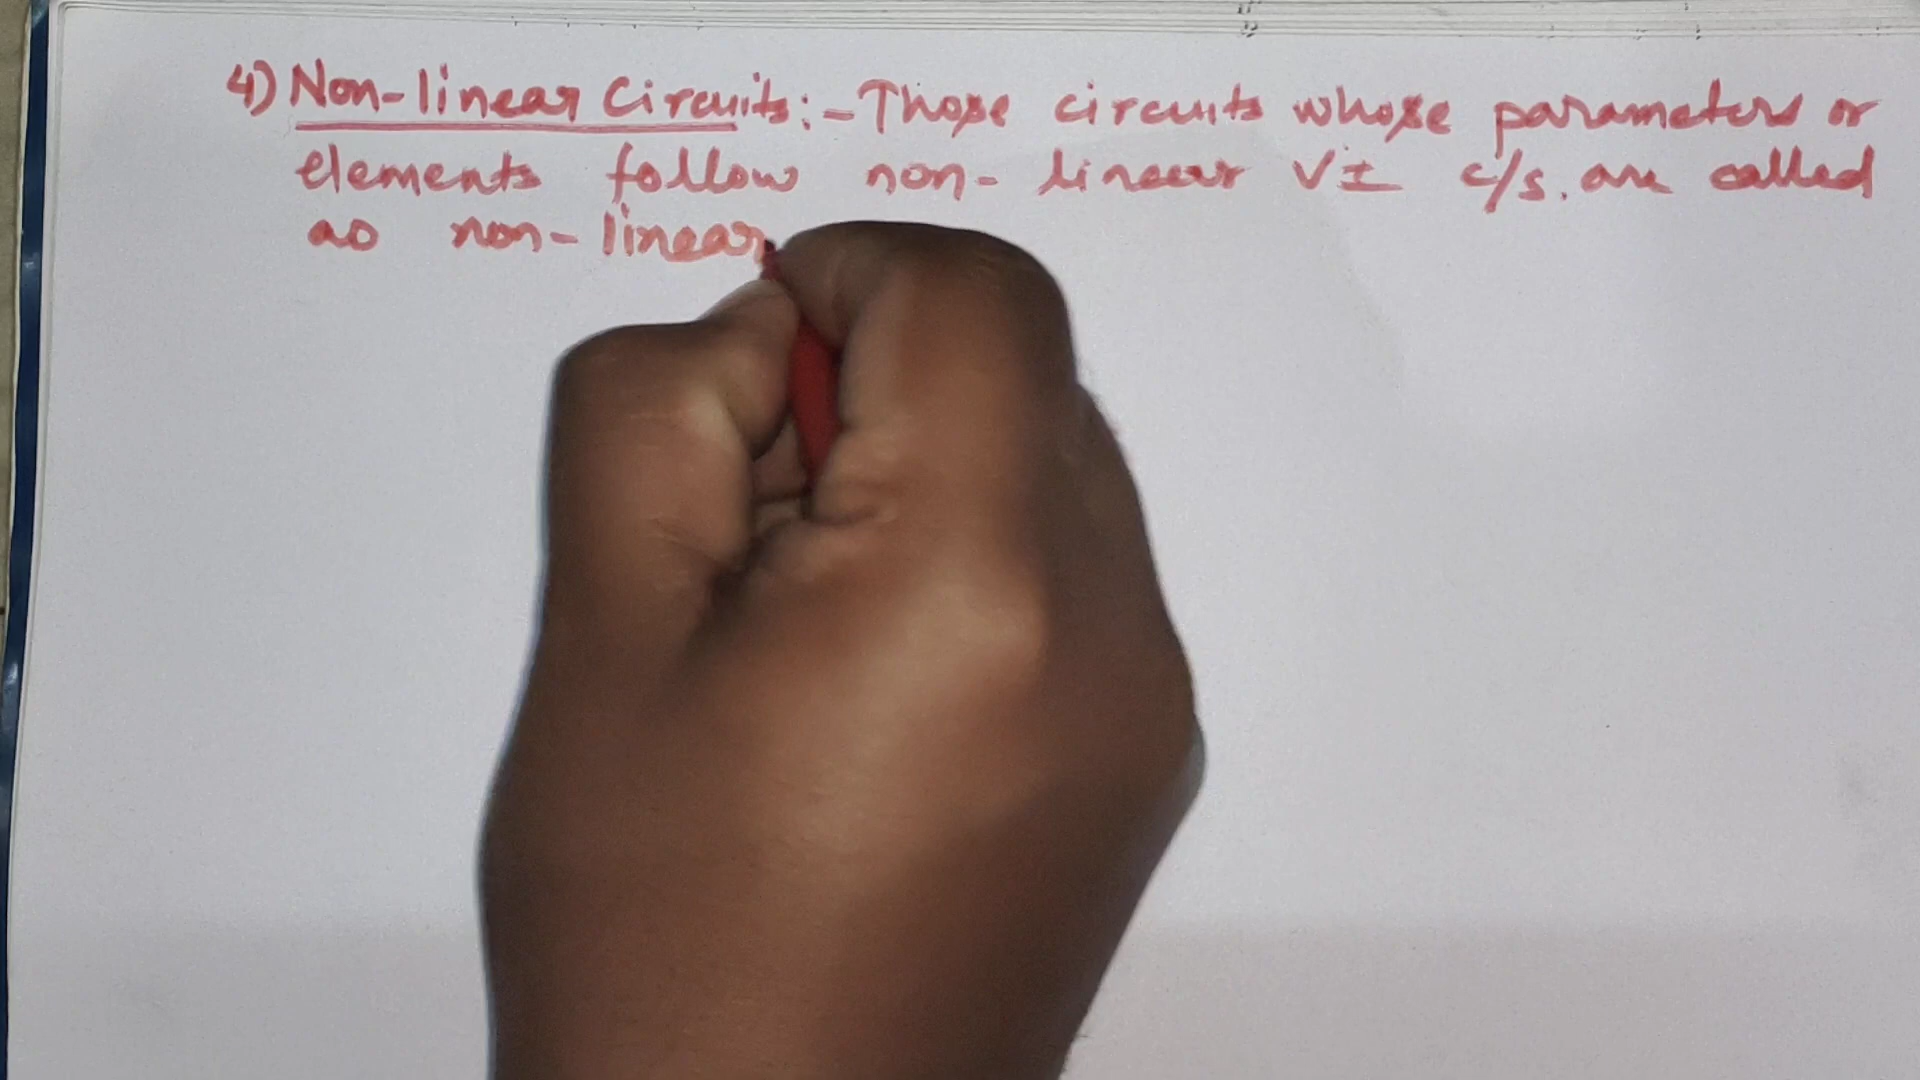 4) Non-linear Circuits:- Those circuits whose parameters or
elements follow non- linear VI c/s. are called
as non-linear